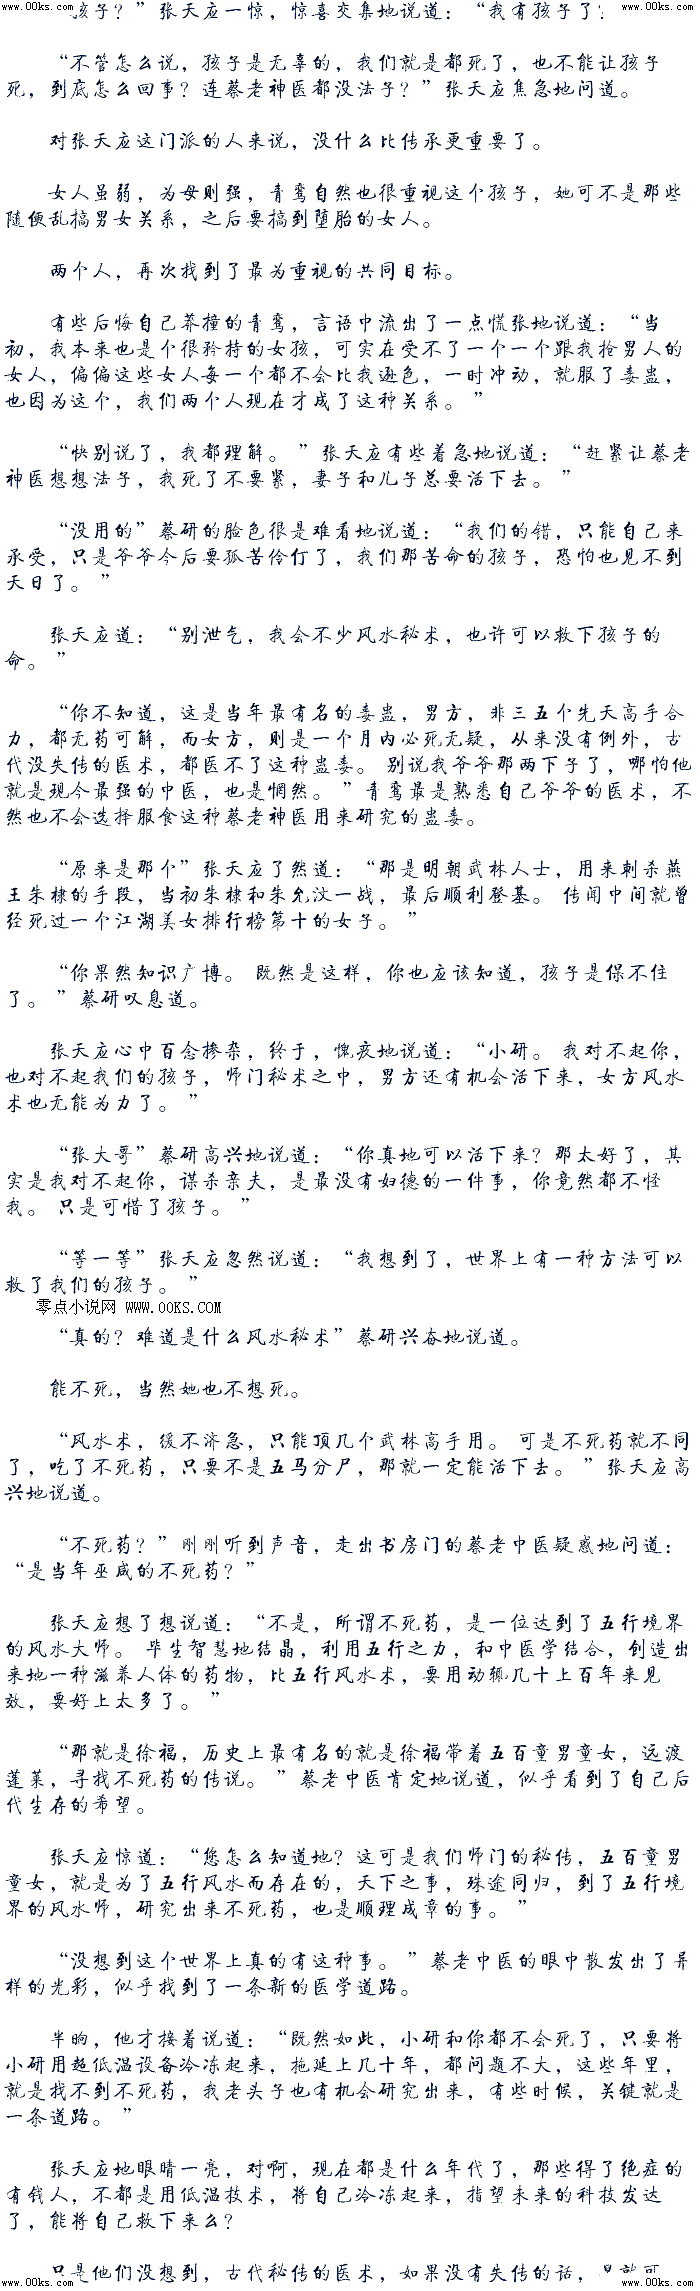 www.00ks.com 孩子？”张天应一惊，惊喜交集地说道：“我有孩子了 www.00ks.com
“不管怎么说，孩子是无辜的，我们就是都死了，也不能让孩子
死，到底怎么回事？连蔡老神医都没法子？”张天应焦急地问道。
对张天应这门派的人来说，没什么比传承更重要了。
女人虽弱，为母则强，青鸾自然也很重视这个孩子，她可不是那些
随便乱搞男女关系，之后要搞到堕胎的女人。
两个人，再次找到了最为重视的共同目标。
有些后悔自己莽撞的青鸾，言语中流出了一点慌张地说道：“当
初，我本来也是个很矜持的女孩，可实在受不了一个一个跟我抢男人的
女人，偏偏这些女人每一个都不会比我逊色，一时冲动，就服了毒蛊，
也因为这个，我们两个人现在才成了这种关系。”
“快别说了，我都理解。”张天应有些着急地说道：“赶紧让蔡老
神医想想法子，我死了不要紧，妻子和儿子总要活下去。”
“没用的”蔡研的脸色很是难看地说道：“我们的错，只能自己来
承受，只是爷爷今后要孤苦伶仃了，我们那苦命的孩子，恐怕也见不到
天日了。”
张天应道：“别泄气，我会不少风水秘术，也许可以救下孩子的
命。”
“你不知道，这是当年最有名的毒蛊，男方，非三五个先天高手合
力，都无药可解，而女方，则是一个月内必死无疑，从来没有例外，古
代没失传的医术，都医不了这种蛊毒。别说我爷爷那两下子了，哪怕他
就是现今最强的中医，也是惘然。”青鸾最是熟悉自己爷爷的医术，不
然也不会选择服食这种蔡老神医用来研究的蛊毒。
“原来是那个”张天应了然道：“那是明朝武林人士，用来刺杀燕
王朱棣的手段，当初朱棣和朱允汶一战，最后顺利登基。传闻中间就曾
经死过一个江湖美女排行榜第十的女子。”
“你果然知识广博。既然是这样，你也应该知道，孩子是保不住
了。”蔡研叹息道。
张天应心中百念掺杂，终于，愧疚地说道：“小研。我对不起你，
也对不起我们的孩子，师门秘术之中，男方还有机会活下来，女方风水
术也无能为力了。”
“张大哥”蔡研高兴地说道：“你真地可以活下来？那太好了，其
实是我对不起你，谋杀亲夫，是最没有妇德的一件事，你竟然都不怪
我。只是可惜了孩子。”
“等一等”张天应忽然说道：“我想到了，世界上有一种方法可以
救了我们的孩子。”
零点小说网 www.00KS.COM
“真的？难道是什么风水秘术”蔡研兴奋地说道。
能不死，当然她也不想死。
“风水术，缓不济急，只能顶几个武林高手用。可是不死药就不同
了，吃了不死药，只要不是五马分尸，那就一定能活下去。”张天应高
兴地说道。
“不死药？”刚刚听到声音，走出书房门的蔡老中医疑惑地问道：
“是当年巫咸的不死药？”
张天应想了想说道：“不是，所谓不死药，是一位达到了五行境界
的风水大师。毕生智慧地结晶，利用五行之力，和中医学结合，创造出
来地一种滋养人体的药物，比五行风水术，要用动辄几十上百年来见
效，要好上太多了。”
“那就是徐福，历史上最有名的就是徐福带着五百童男童女，远渡
蓬莱，寻找不死药的传说。”蔡老中医肯定地说道，似乎看到了自己后
代生存的希望。
张天应惊道：“您怎么知道地？这可是我们师门的秘传，五百童男
童女，就是为了五行风水而存在的，天下之事，殊途同归，到了五行境
界的风水师，研究出来不死药，也是顺理成章的事。”
“没想到这个世界上真的有这种事。”蔡老中医的眼中散发出了异
样的光彩，似乎找到了一条新的医学道路。
半晌，他才接着说道：“既然如此，小研和你都不会死了，只要将
小研用超低温设备冷冻起来，拖延上几十年，都问题不大，这些年里，
就是找不到不死药，我老头子也有机会研究出来，有些时候，关键就是
一条道路。”
张天应地眼睛一亮，对啊，现在都是什么年代了，那些得了绝症的
有钱人，不都是用低温技术，将自己冷冻起来，指望未来的科技发达
了，能将自己救下来么？
www.00ks.com 只是他们没想到，古代秘传的医术，如果没有失传的话， www.00ks.com